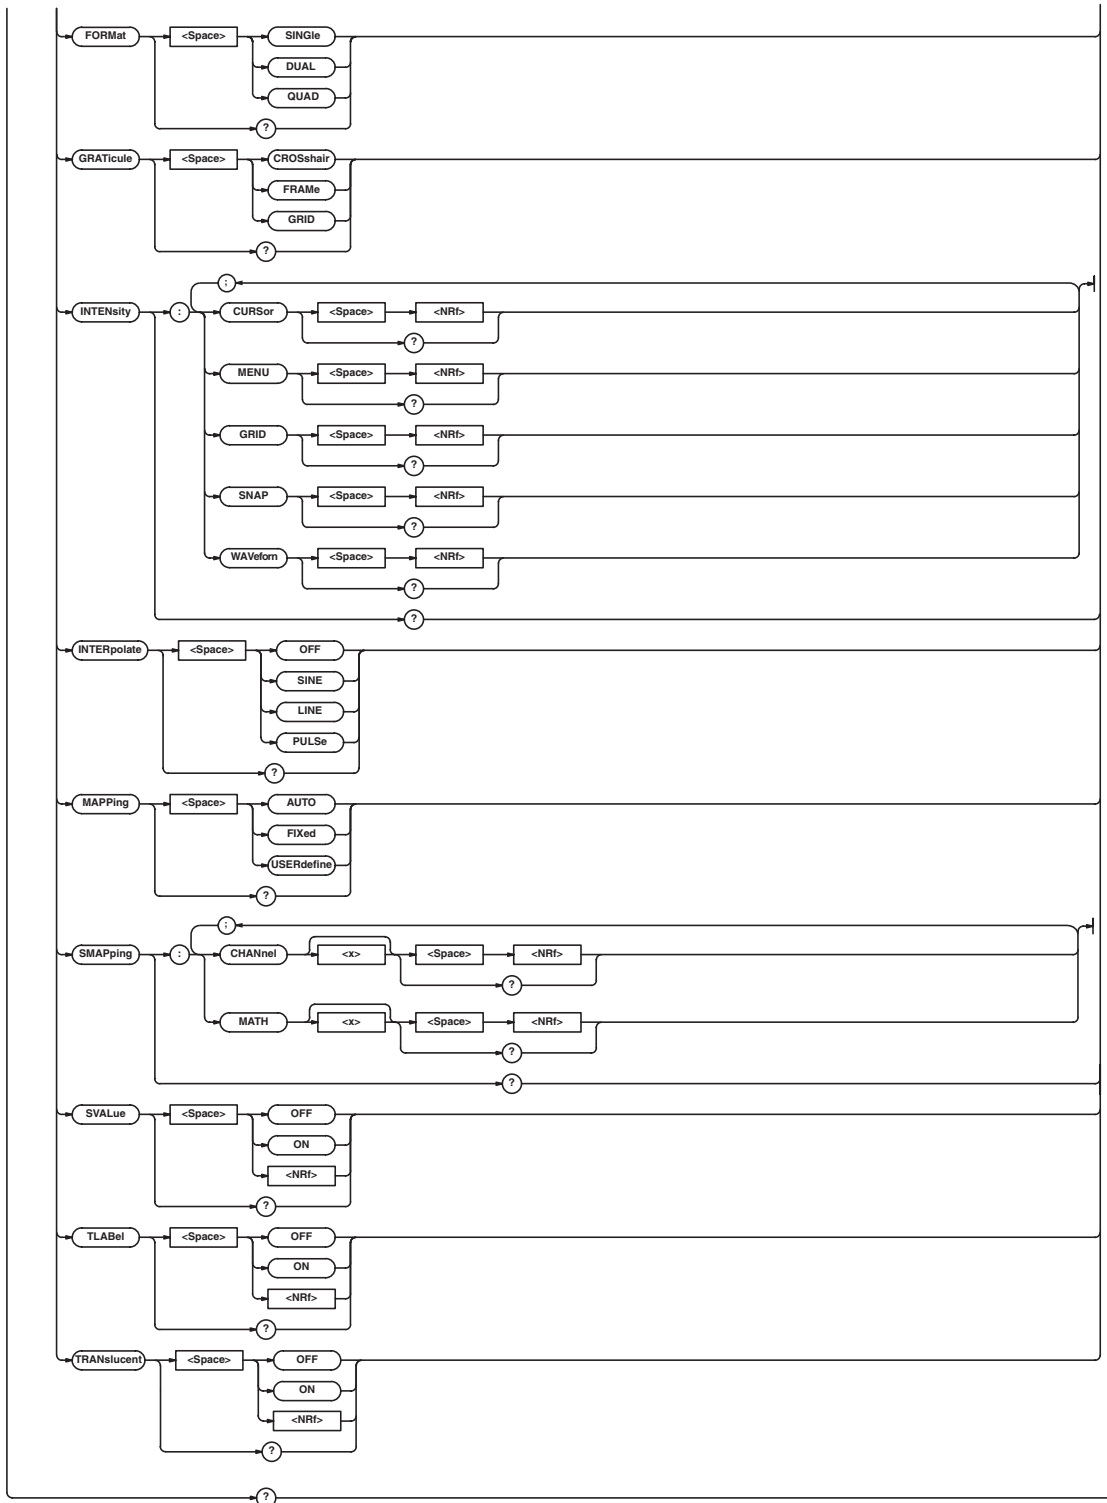 FORMat <Space> SINGle
DUAL
QUAD
?
GRATicule <Space> CROSshair
FRAMe
GRID
?
;
INTENsity : CURSor <Space> <NRf>
?
MENU <Space> <NRf>
?
GRID <Space> <NRf>
?
SNAP <Space> <NRf>
?
WAVeforn <Space> <NRf>
?
?
INTERpolate <Space> OFF
SINE
LINE
PULSe
?
MAPPing <Space> AUTO
FIXed
USERdefine
?
;
SMAPping : CHANnel <x> <Space> <NRf>
?
MATH <x> <Space> <NRf>
?
?
SVALue <Space> OFF
ON
<NRf>
?
TLABel <Space> OFF
ON
<NRf>
?
TRANslucent <Space> OFF
ON
<NRf>
?
?